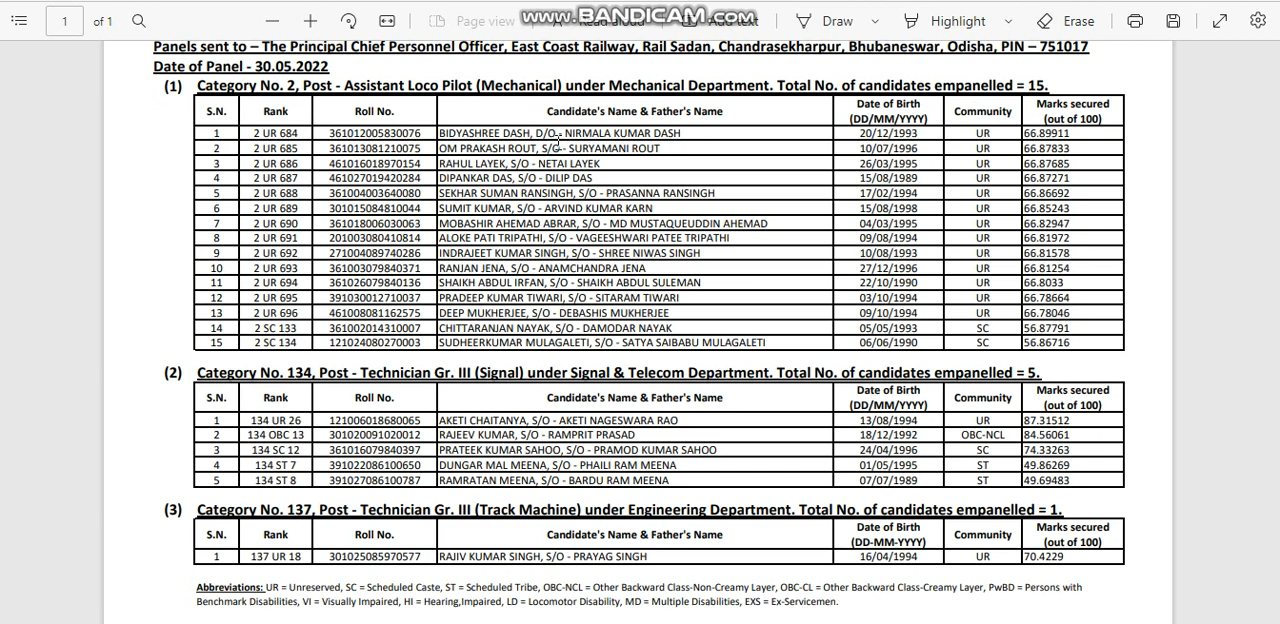 1 of 1 Page view www.BANDICAM.com Read aloud Add text Draw Highlight Erase
Panels sent to – The Principal Chief Personnel Officer, East Coast Railway, Rail Sadan, Chandrasekharpur, Bhubaneswar, Odisha, PIN – 751017
Date of Panel - 30.05.2022
(1) Category No. 2, Post - Assistant Loco Pilot (Mechanical) under Mechanical Department. Total No. of candidates empanelled = 15.
S.N. Rank Roll No. Candidate's Name & Father's Name Date of Birth (DD/MM/YYYY) Community Marks secured (out of 100)
1 2 UR 684 361012005830076 BIDYASHREE DASH, D/O - NIRMALA KUMAR DASH 20/12/1993 UR 66.89911
2 2 UR 685 361013081210075 OM PRAKASH ROUT, S/O - SURYAMANI ROUT 10/07/1996 UR 66.87833
3 2 UR 686 461016018970154 RAHUL LAYEK, S/O - NETAI LAYEK 26/03/1995 UR 66.87685
4 2 UR 687 461027019420284 DIPANKAR DAS, S/O - DILIP DAS 15/08/1989 UR 66.87271
5 2 UR 688 361004003640080 SEKHAR SUMAN RANSINGH, S/O - PRASANNA RANSINGH 17/02/1994 UR 66.86692
6 2 UR 689 301015084810044 SUMIT KUMAR, S/O - ARVIND KUMAR KARN 15/08/1998 UR 66.85243
7 2 UR 690 361018006030063 MOBASHIR AHEMAD ABRAR, S/O - MD MUSTAQUEUDDIN AHEMAD 04/03/1995 UR 66.82947
8 2 UR 691 201003080410814 ALOKE PATI TRIPATHI, S/O - VAGEESHWARI PATEE TRIPATHI 09/08/1994 UR 66.81972
9 2 UR 692 271004089740286 INDRAJEET KUMAR SINGH, S/O - SHREE NIWAS SINGH 10/08/1993 UR 66.81578
10 2 UR 693 361003079840371 RANJAN JENA, S/O - ANAMCHANDRA JENA 27/12/1996 UR 66.81254
11 2 UR 694 361026079840136 SHAIKH ABDUL IRFAN, S/O - SHAIKH ABDUL SULEMAN 22/10/1990 UR 66.8033
12 2 UR 695 391030012710037 PRADEEP KUMAR TIWARI, S/O - SITARAM TIWARI 03/10/1994 UR 66.78664
13 2 UR 696 461008081162575 DEEP MUKHERJEE, S/O - DEBASHIS MUKHERJEE 09/10/1994 UR 66.78046
14 2 SC 133 361002014310007 CHITTARANJAN NAYAK, S/O - DAMODAR NAYAK 05/05/1993 SC 56.87791
15 2 SC 134 121024080270003 SUDHEERKUMAR MULAGALETI, S/O - SATYA SAIBABU MULAGALETI 06/06/1990 SC 56.86716
(2) Category No. 134, Post - Technician Gr. III (Signal) under Signal & Telecom Department. Total No. of candidates empanelled = 5.
S.N. Rank Roll No. Candidate's Name & Father's Name Date of Birth (DD/MM/YYYY) Community Marks secured (out of 100)
1 134 UR 26 121006018680065 AKETI CHAITANYA, S/O - AKETI NAGESWARA RAO 13/08/1994 UR 87.31512
2 134 OBC 13 301020091020012 RAJEEV KUMAR, S/O - RAMPRIT PRASAD 18/12/1992 OBC-NCL 84.56061
3 134 SC 12 361016079840397 PRATEEK KUMAR SAHOO, S/O - PRAMOD KUMAR SAHOO 24/04/1996 SC 74.33263
4 134 ST 7 391022086100650 DUNGAR MAL MEENA, S/O - PHAILI RAM MEENA 01/05/1995 ST 49.86269
5 134 ST 8 391027086100787 RAMRATAN MEENA, S/O - BARDU RAM MEENA 07/07/1989 ST 49.69483
(3) Category No. 137, Post - Technician Gr. III (Track Machine) under Engineering Department. Total No. of candidates empanelled = 1.
S.N. Rank Roll No. Candidate's Name & Father's Name Date of Birth (DD-MM-YYYY) Community Marks secured (out of 100)
1 137 UR 18 301025085970577 RAJIV KUMAR SINGH, S/O - PRAYAG SINGH 16/04/1994 UR 70.4229
Abbreviations: UR = Unreserved, SC = Scheduled Caste, ST = Scheduled Tribe, OBC-NCL = Other Backward Class-Non-Creamy Layer, OBC-CL = Other Backward Class-Creamy Layer, PwBD = Persons with
Benchmark Disabilities, VI = Visually Impaired, HI = Hearing,Impaired, LD = Locomotor Disability, MD = Multiple Disabilities, EXS = Ex-Servicemen.